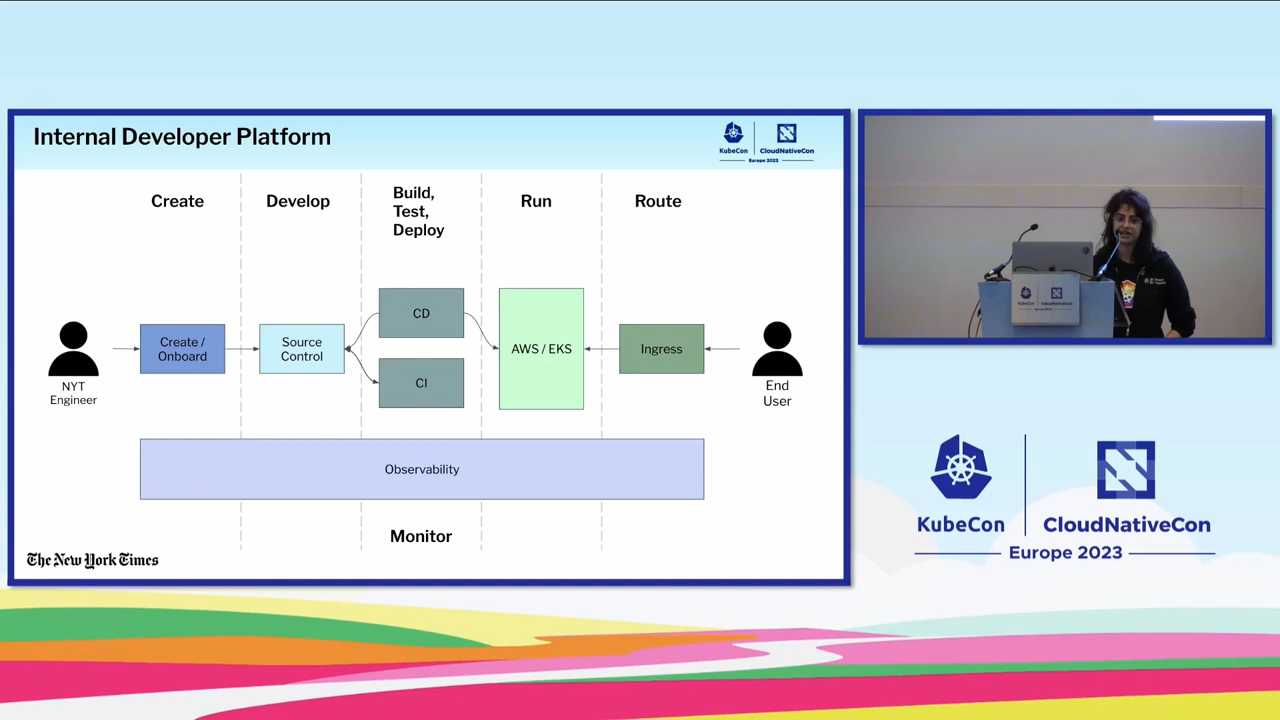 Internal Developer Platform
KubeCon
CloudNativeCon
Europe 2023
Create
Develop
Build,
Test,
Deploy
Run
Route
NYT
Engineer
Create /
Onboard
Source
Control
CD
CI
AWS / EKS
Ingress
End
User
Observability
Monitor
The New York Times
KubeCon
CloudNativeCon
Europe 2023